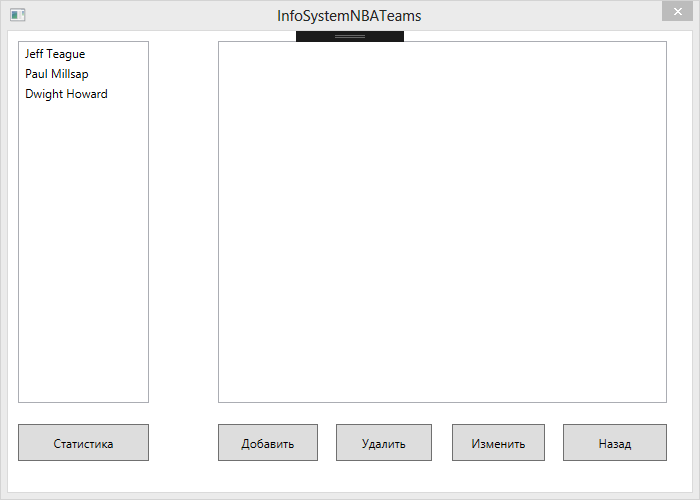 InfoSystemNBATeams
Jeff Teague
Paul Millsap
Dwight Howard
Статистика
Добавить
Удалить
Изменить
Назад